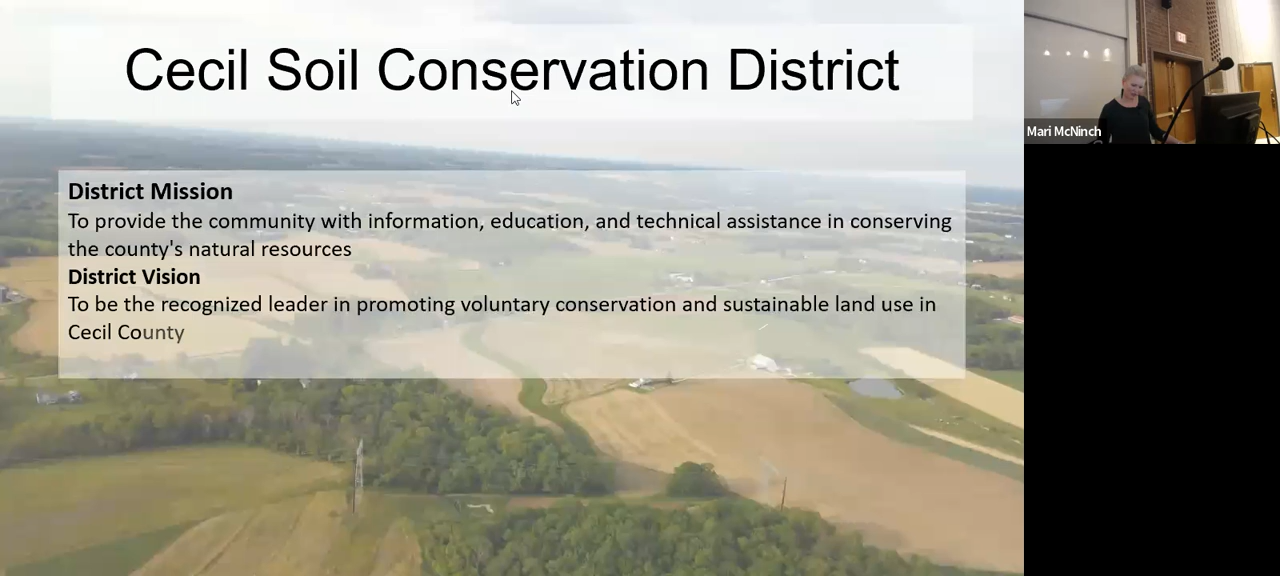 Cecil Soil Conservation District
District Mission
To provide the community with information, education, and technical assistance in conserving
the county's natural resources
District Vision
To be the recognized leader in promoting voluntary conservation and sustainable land use in
Cecil County
Mari McNinch